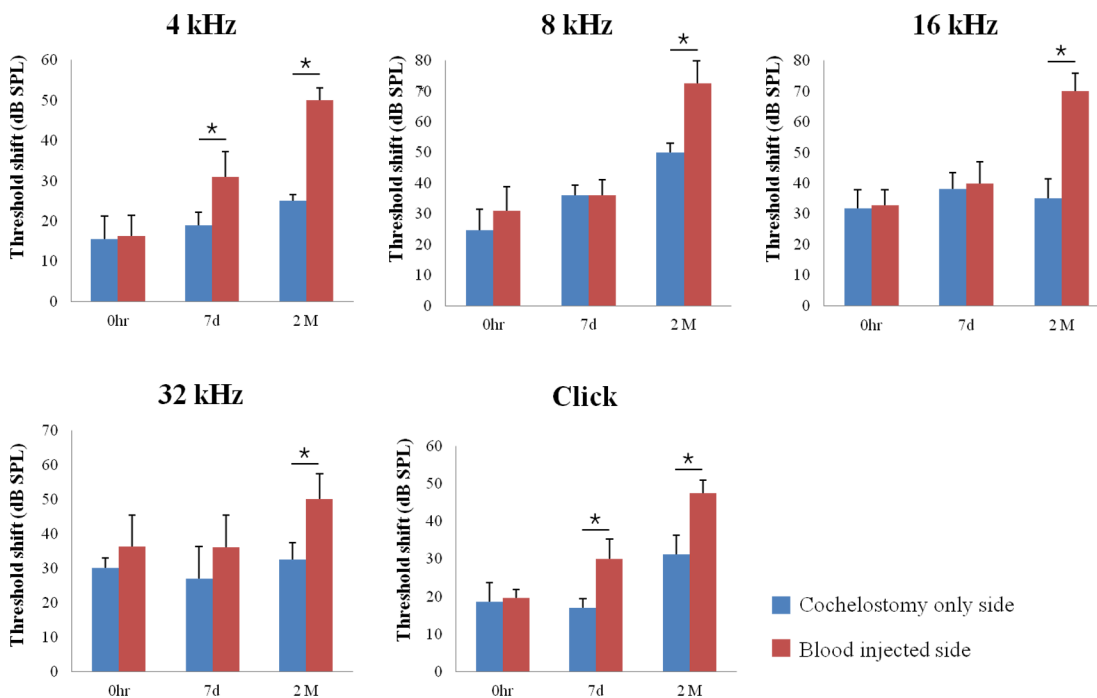 4 kHz
Threshold shift (dB SPL)
60
50
40
30
20
10
0
*
*
0hr 7d 2 M
8 kHz
Threshold shift (dB SPL)
80
70
60
50
40
30
20
10
0
*
0hr 7d 2 M
16 kHz
Threshold shift (dB SPL)
80
70
60
50
40
30
20
10
0
*
0hr 7d 2 M
32 kHz
Threshold shift (dB SPL)
70
60
50
40
30
20
10
0
*
0hr 7d 2 M
Click
Threshold shift (dB SPL)
60
50
40
30
20
10
0
*
*
0hr 7d 2 M
Cochelostomy only side
Blood injected side